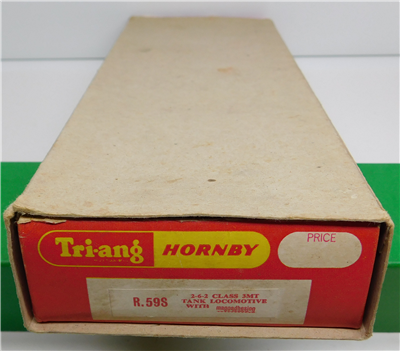 Tri-ang HORNBY
PRICE
R.59S
2-6-2 CLASS 3MT
TANK LOCOMOTIVE
WITH